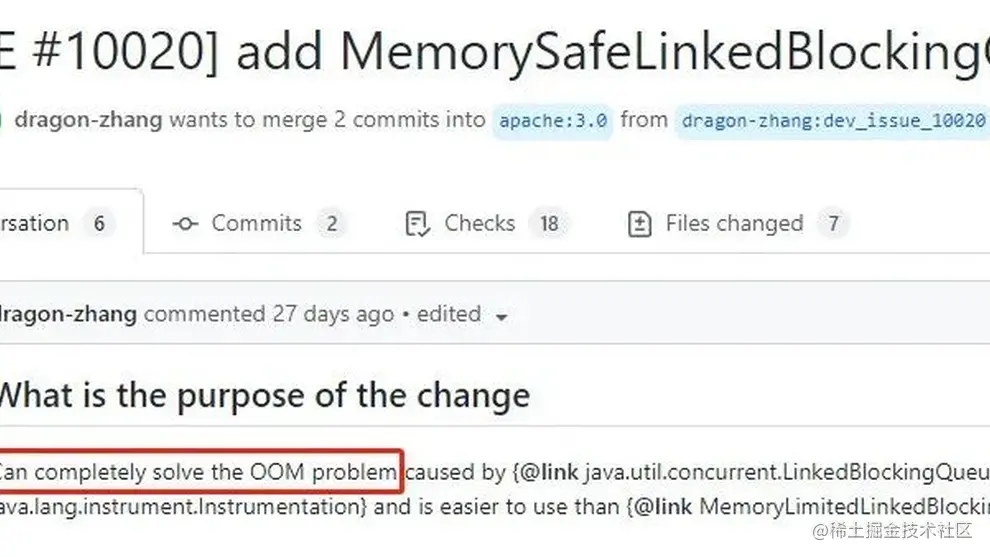 E #10020] add MemorySafeLinkedBlockingQ
dragon-zhang wants to merge 2 commits into apache:3.0 from dragon-zhang:dev_issue_10020
rsation 6 Commits 2 Checks 18 Files changed 7
dragon-zhang commented 27 days ago • edited
What is the purpose of the change
Can completely solve the OOM problem caused by {@link java.util.concurrent.LinkedBlockingQueu
ava.lang.instrument.Instrumentation} and is easier to use than {@link MemoryLimitedLinkedBlockin
@稀土掘金技术社区